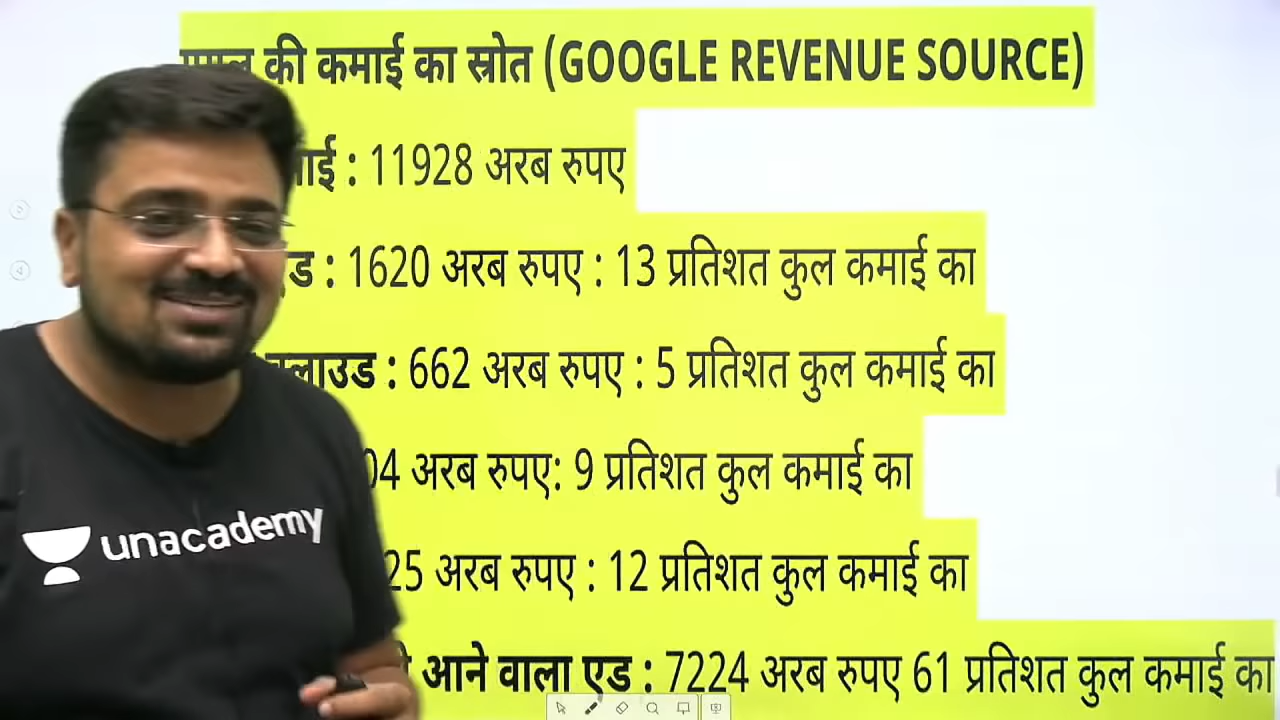 की कमाई का स्रोत (GOOGLE REVENUE SOURCE)
: 11928 अरब रुपए
: 1620 अरब रुपए : 13 प्रतिशत कुल कमाई का
: 662 अरब रुपए : 5 प्रतिशत कुल कमाई का
अरब रुपए: 9 प्रतिशत कुल कमाई का
अरब रुपए : 12 प्रतिशत कुल कमाई का
आने वाला एड : 7224 अरब रुपए 61 प्रतिशत कुल कमाई का
unacademy